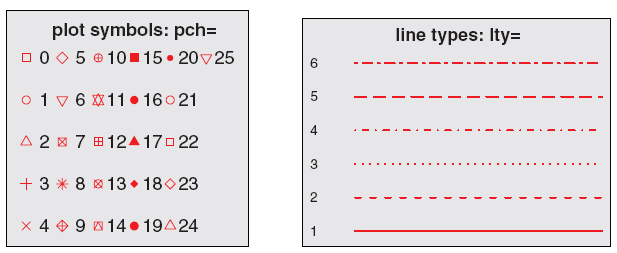 plot symbols: pch=
0 5 10 15 20 25
1 6 11 16 21
2 7 12 17 22
3 8 13 18 23
4 9 14 19 24
line types: lty=
6
5
4
3
2
1